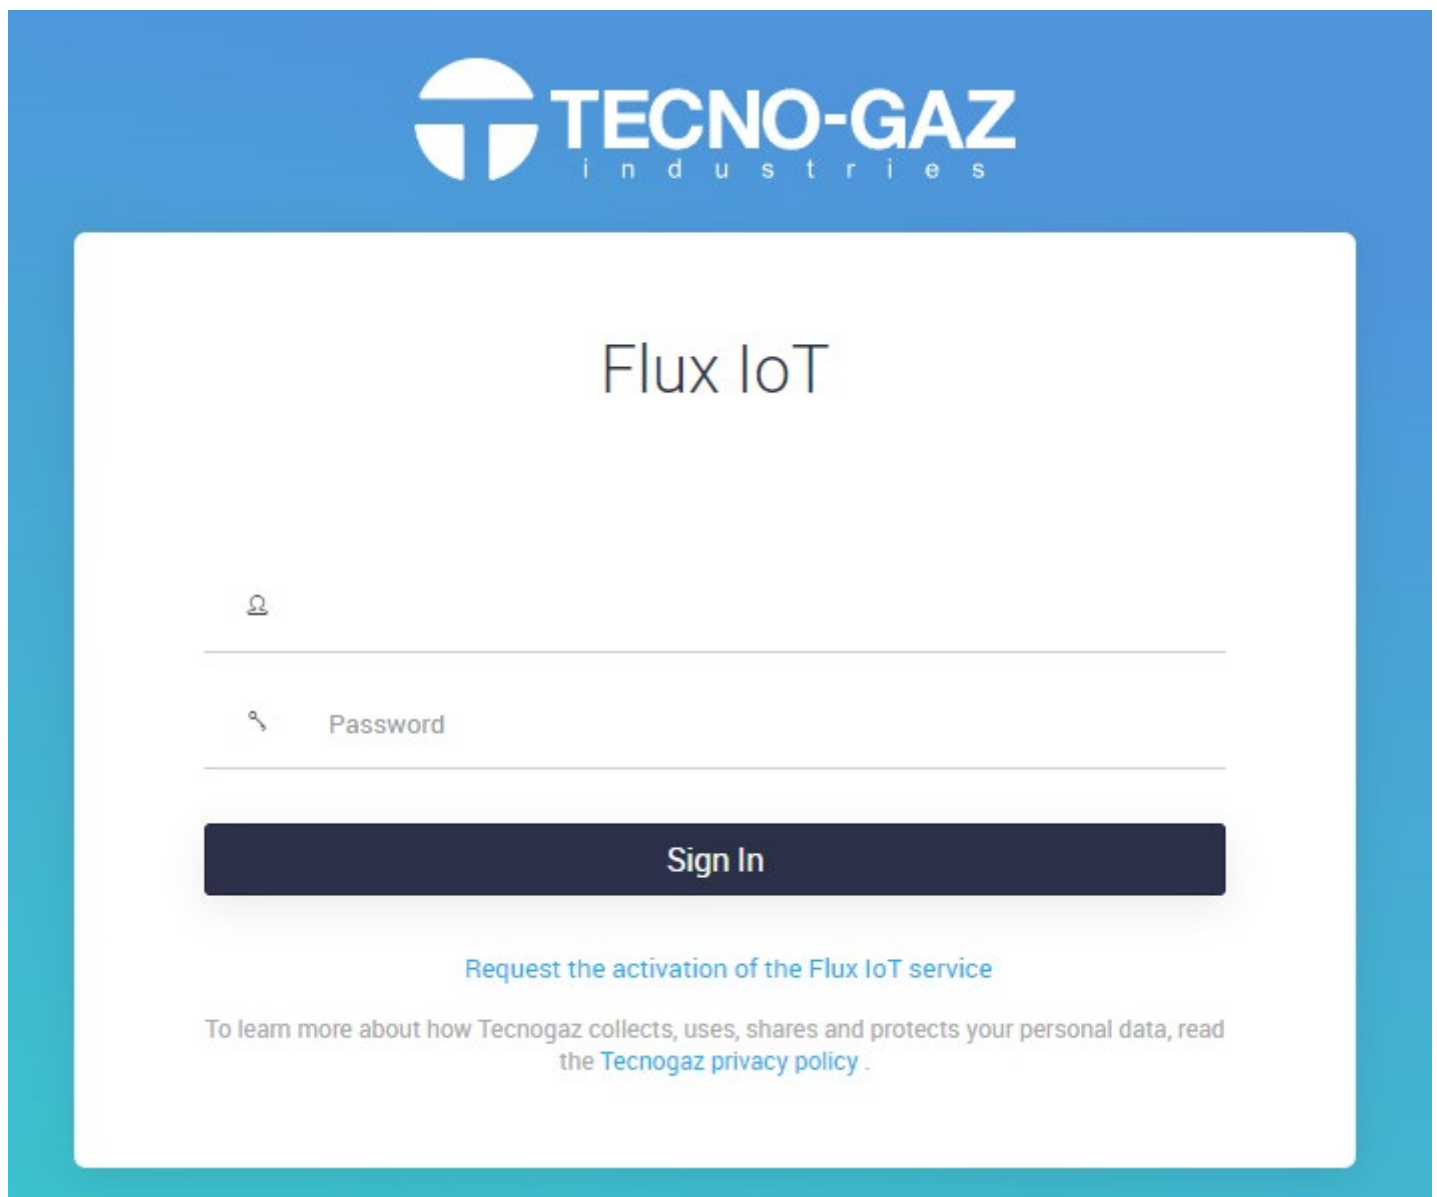 TECNO-GAZ
industries
Flux IoT
Password
Sign In
Request the activation of the Flux IoT service
To learn more about how Tecnogaz collects, uses, shares and protects your personal data, read
the Tecnogaz privacy policy .